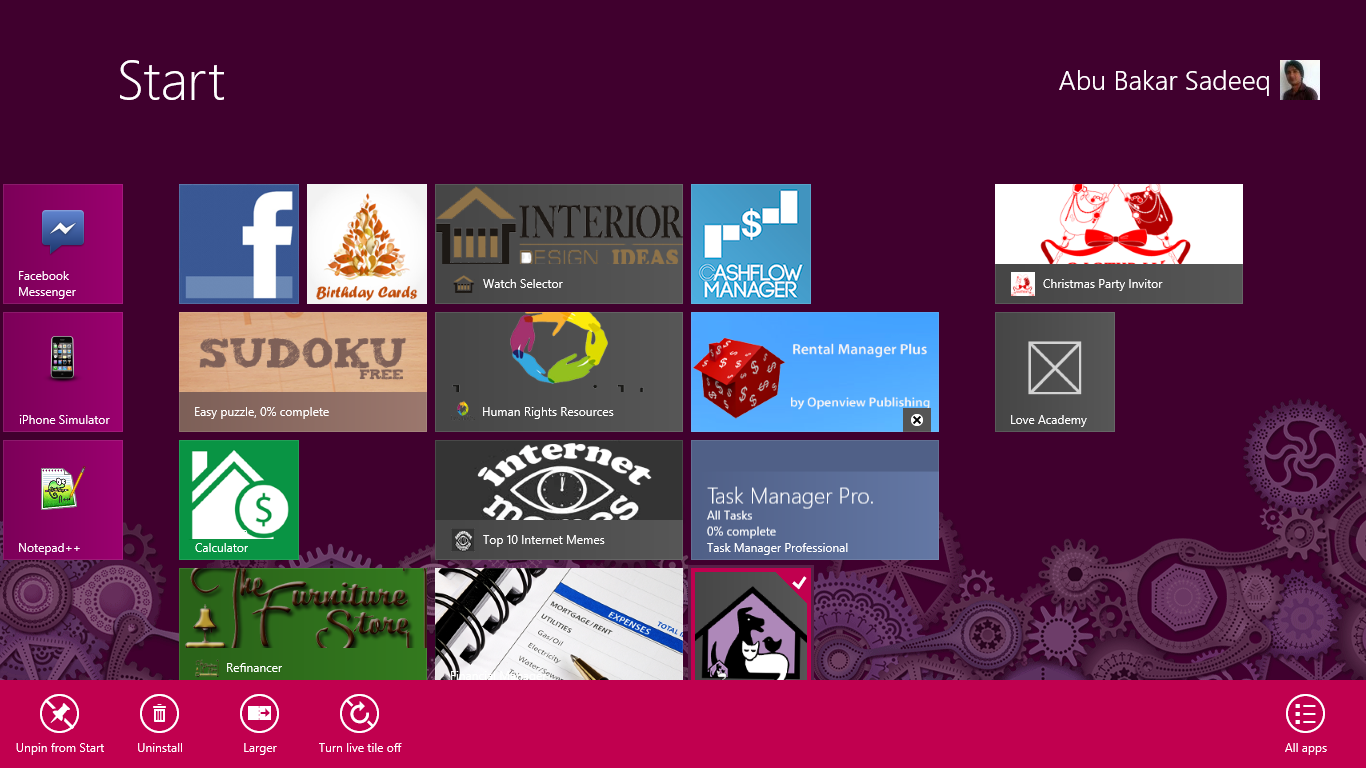 Start
Abu Bakar Sadeeq
Facebook
Messenger
iPhone Simulator
Notepad++
f
Birthday Cards
INTERIOR
DESIGN IDEAS
Watch Selector
$
CASHFLOW
MANAGER
Christmas Party Invitor
SUDOKU
FREE
Easy puzzle, 0% complete
Human Rights Resources
Rental Manager Plus
by Openview Publishing
Love Academy
$
Calculator
internet
memes
Top 10 Internet Memes
Task Manager Pro.
All Tasks
0% complete
Task Manager Professional
The Furniture
Store
Refinancer
EXPENSES
MORTGAGE/RENT
UTILITIES
Gas/Oil
Electricity
Water/Sewer
Unpin from Start
Uninstall
Larger
Turn live tile off
All apps